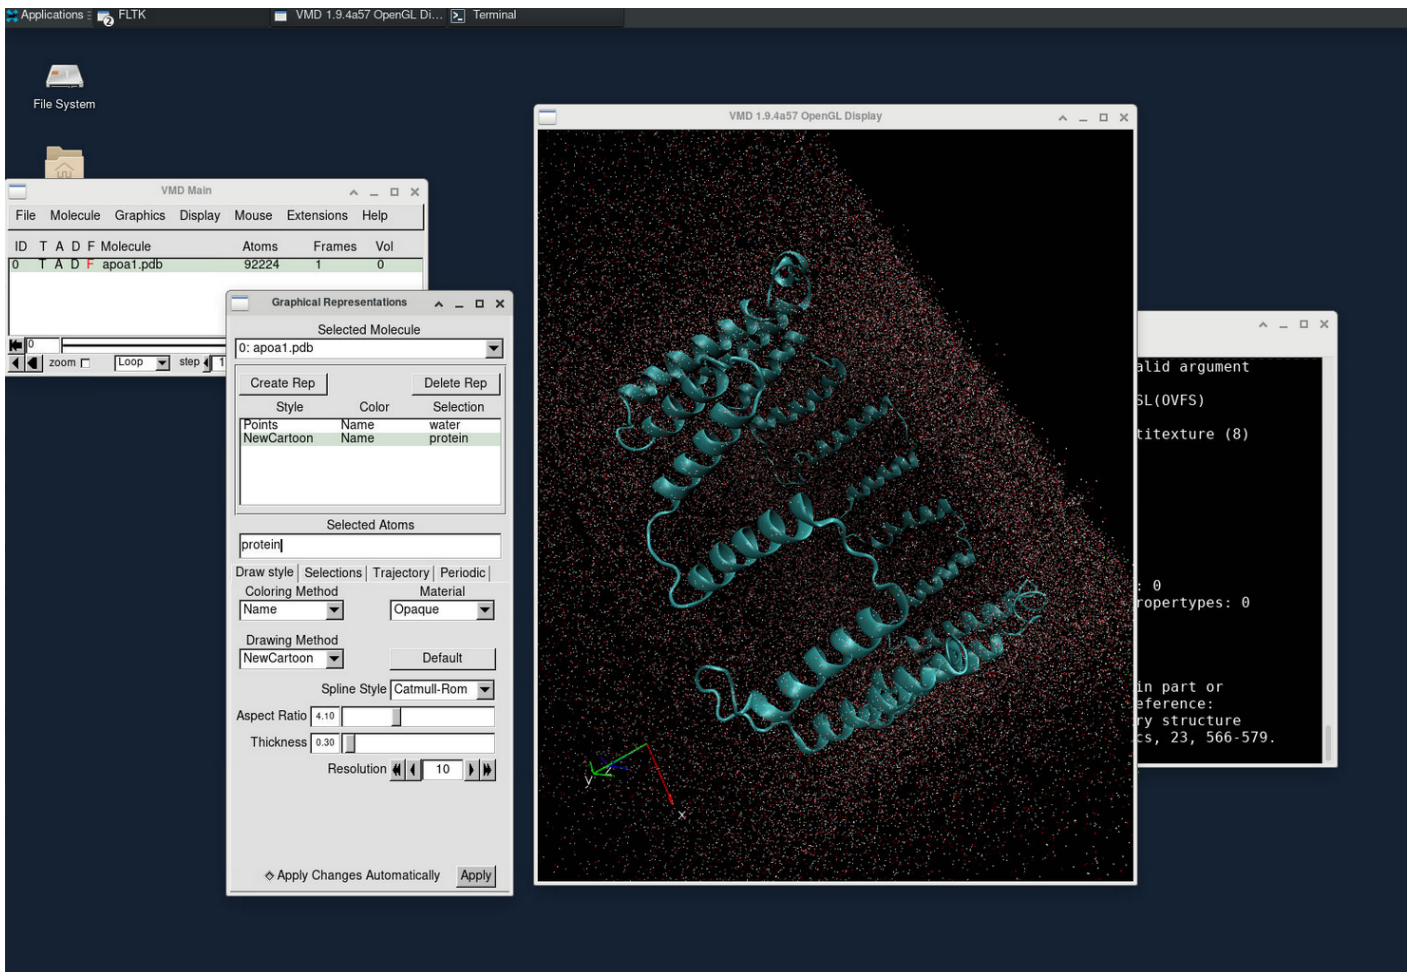 Applications
2
FLTK
VMD 1.9.4a57 OpenGL Di...
Terminal
File System
VMD Main
File Molecule Graphics Display Mouse Extensions Help
ID T A D F Molecule Atoms Frames Vol
0 T A D F apoa1.pdb 92224 1 0
0
zoom Loop step 1
Graphical Representations
Selected Molecule
0: apoa1.pdb
Create Rep Delete Rep
Style Color Selection
Points Name water
NewCartoon Name protein
Selected Atoms
protein
Draw style Selections Trajectory Periodic
Coloring Method Material
Name Opaque
Drawing Method
NewCartoon Default
Spline Style Catmull-Rom
Aspect Ratio 4.10
Thickness 0.30
Resolution 10
Apply Changes Automatically Apply
VMD 1.9.4a57 OpenGL Display
y
x
alid argument
SL(OVFS)
titexture (8)
: 0
ropertypes: 0
in part or
eference:
ry structure
cs, 23, 566-579.